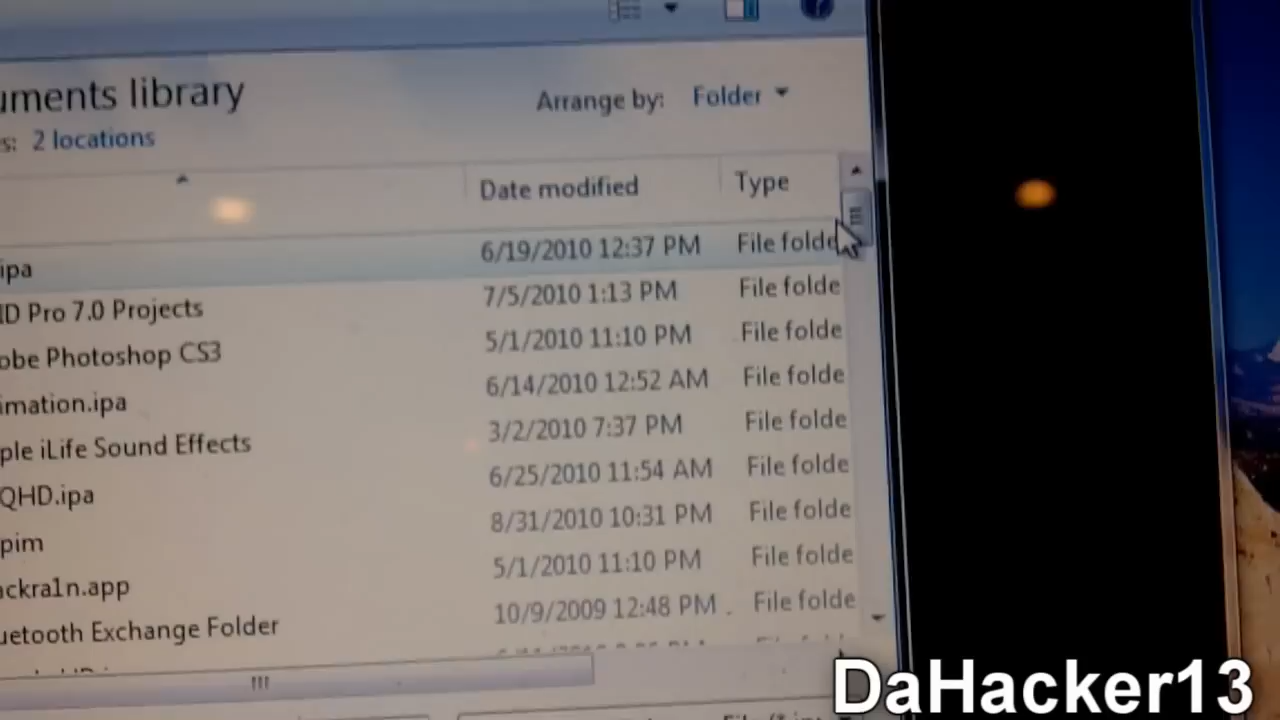 uments library
Arrange by: Folder
s: 2 locations
Date modified Type
ipa 6/19/2010 12:37 PM File folde
ID Pro 7.0 Projects 7/5/2010 1:13 PM File folde
obe Photoshop CS3 5/1/2010 11:10 PM File folde
imation.ipa 6/14/2010 12:52 AM File folde
ple iLife Sound Effects 3/2/2010 7:37 PM File folde
QHD.ipa 6/25/2010 11:54 AM File folde
pim 8/31/2010 10:31 PM File folde
ackra1n.app 5/1/2010 11:10 PM File folde
uetooth Exchange Folder 10/9/2009 12:48 PM File folde
DaHacker13